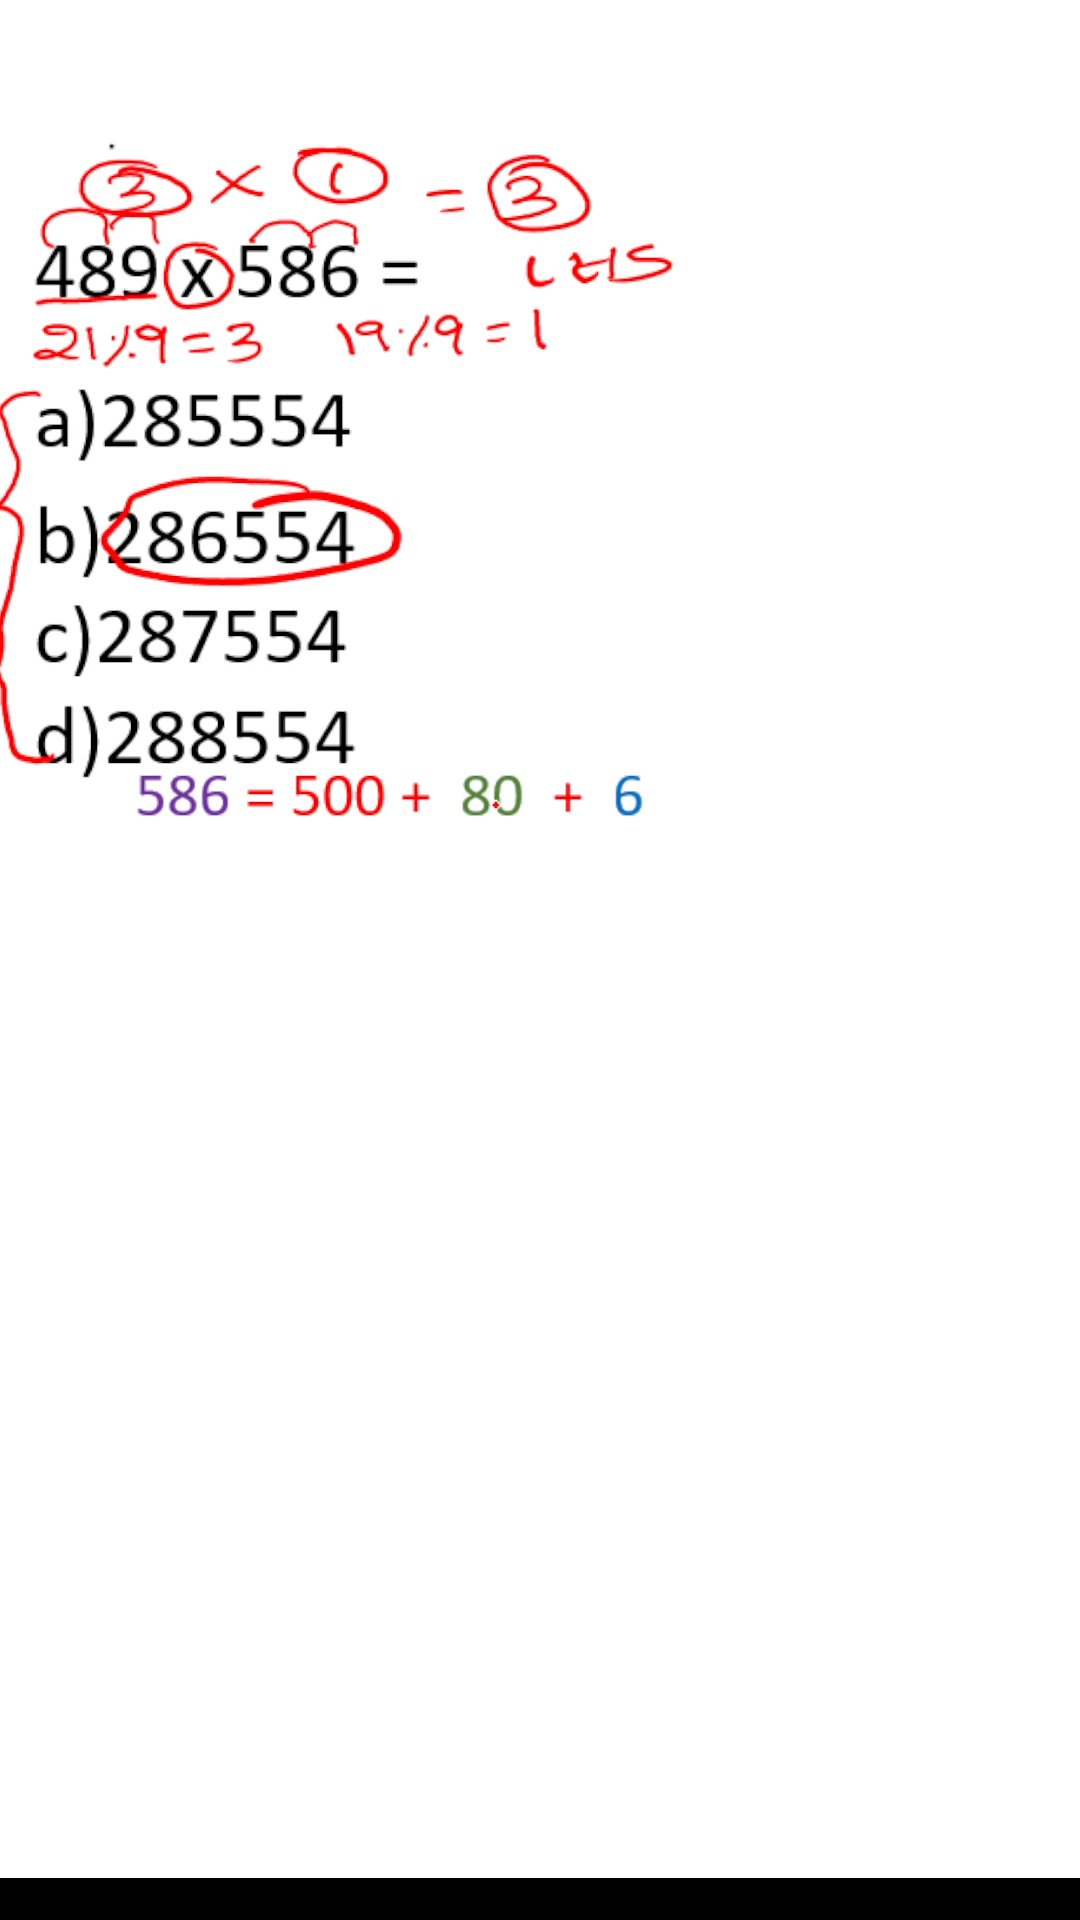 3 × 1 = 3
489 x 586 =
LHS
21%9=3 19%9=1
a)285554
b)286554
c)287554
d)288554
586 = 500 + 80 + 6